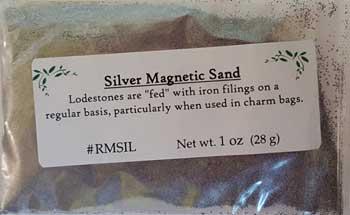 Silver Magnetic Sand
Lodestones are "fed" with iron filings on a
regular basis, particularly when used in charm bags.
#RMSIL Net wt. 1 oz (28 g)